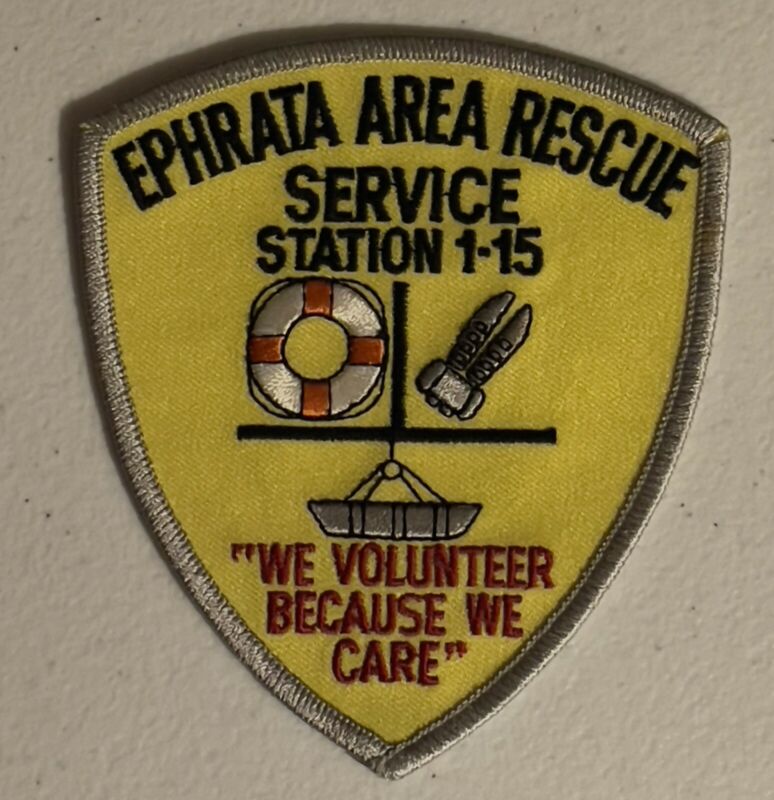 EPHRATA AREA RESCUE
SERVICE
STATION 1-15
"WE VOLUNTEER
BECAUSE WE
CARE"